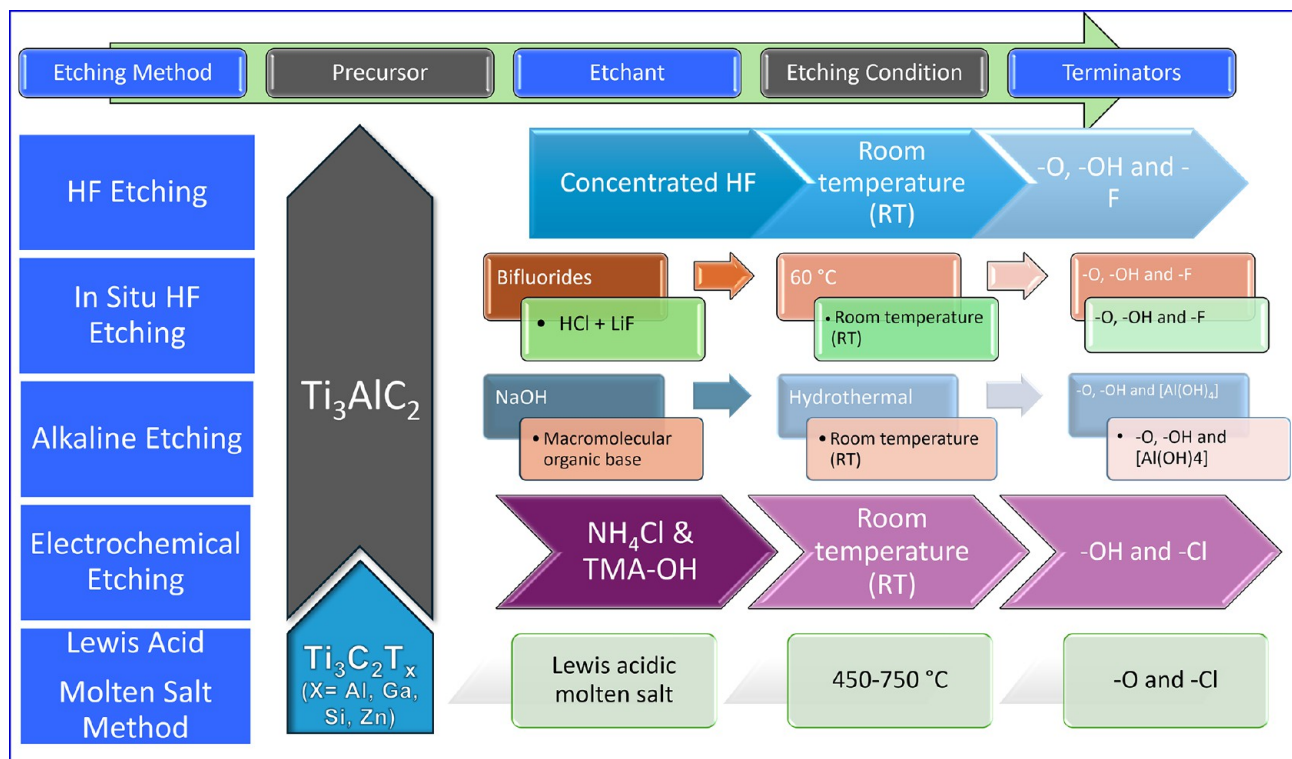 Etching Method
Precursor
Etchant
Etching Condition
Terminators
HF Etching
Concentrated HF
Room
temperature
(RT)
-O, -OH and -
F
In Situ HF
Etching
Bifluorides
• HCl + LiF
60 °C
• Room temperature
(RT)
-O, -OH and -F
-O, -OH and -F
Ti₃AlC₂
Alkaline Etching
NaOH
• Macromolecular
organic base
Hydrothermal
• Room temperature
(RT)
-O, -OH and [Al(OH)₄]
• -O, -OH and
[Al(OH)4]
Electrochemical
Etching
NH₄Cl &
TMA-OH
Room
temperature
(RT)
-OH and -Cl
Lewis Acid
Molten Salt
Method
Ti₃C₂Tₓ
(X= Al, Ga,
Si, Zn)
Lewis acidic
molten salt
450-750 °C
-O and -Cl